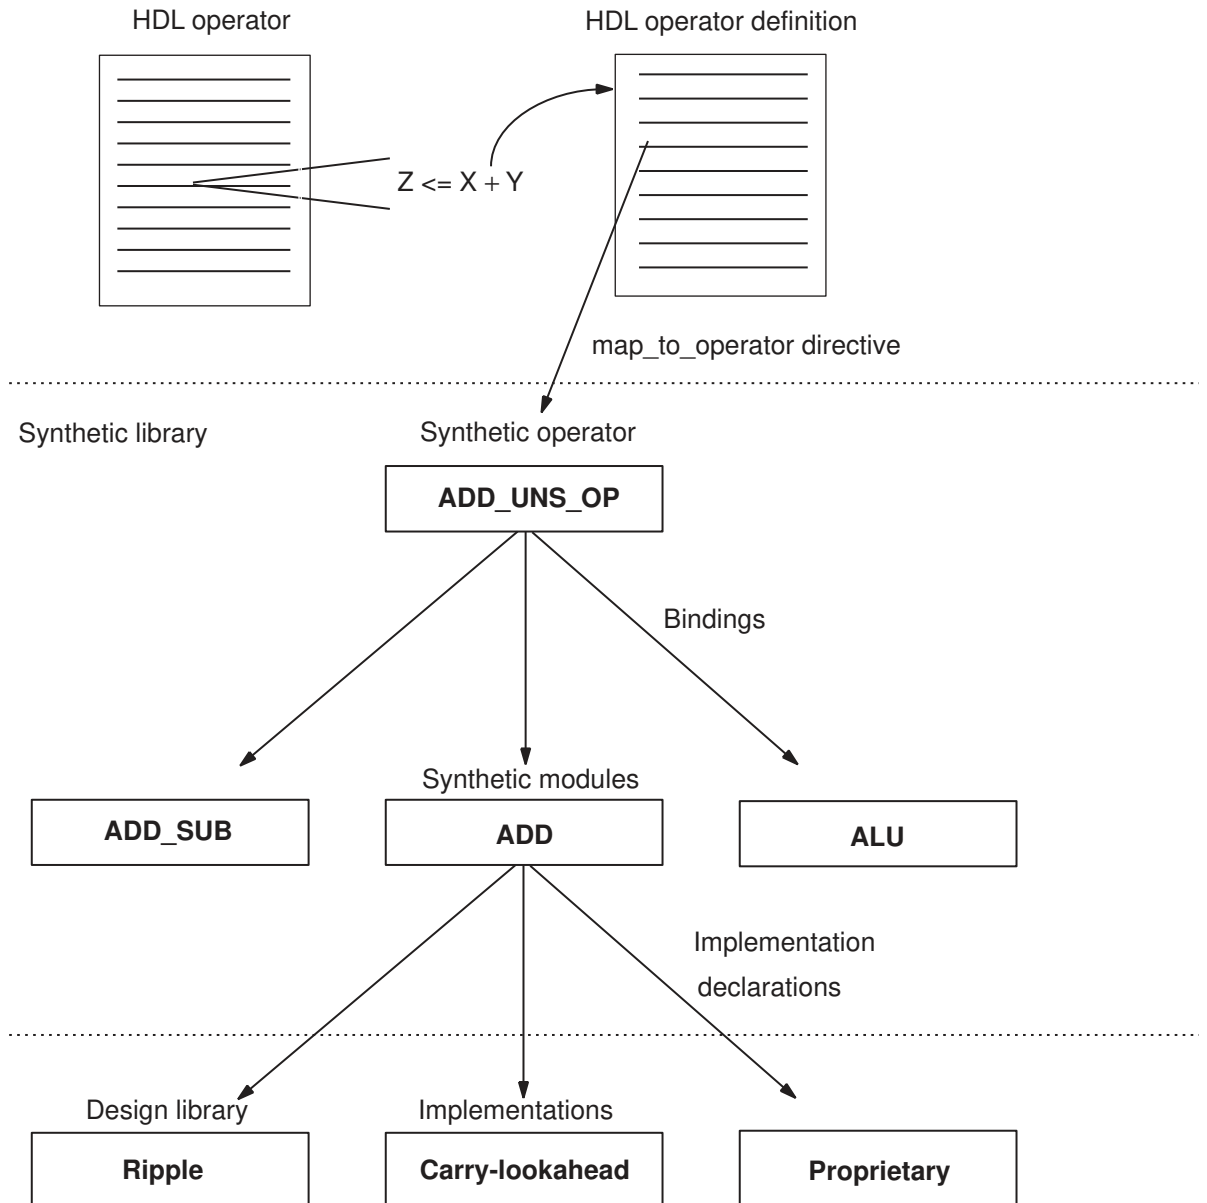 HDL operator
HDL operator definition
Z <= X + Y
map_to_operator directive
Synthetic library
Synthetic operator
ADD_UNS_OP
Bindings
Synthetic modules
ADD_SUB
ADD
ALU
Implementation
declarations
Design library
Implementations
Ripple
Carry-lookahead
Proprietary